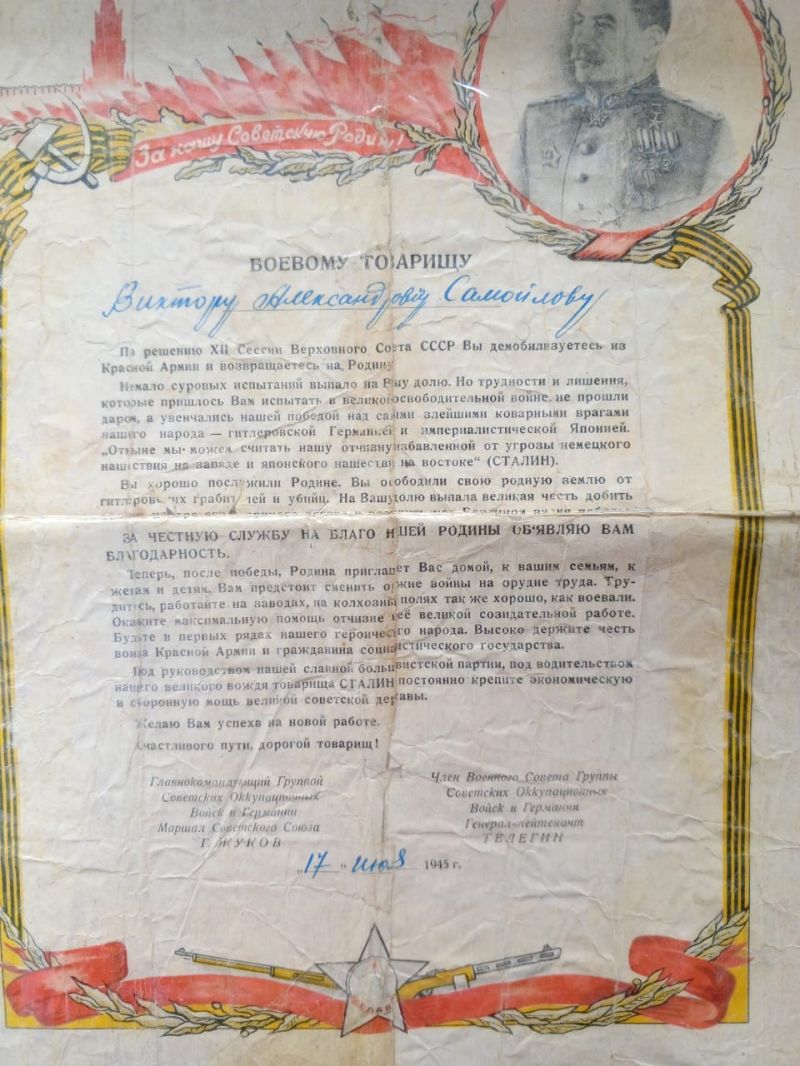 За нашу Советскую Родину!
БОЕВОМУ ТОВАРИЩУ
Виктору Александровичу Самойлову
По решению XII Сессии Верховного Совета СССР Вы демобилизуетесь из
Красной Армии и возвращаетесь на Родину
Немало суровых испытаний выпало на Вашу долю. Но трудности и лишения,
которые пришлось Вам испытать в великой освободительной войне, не прошли
даром, а увенчались нашей победой над самыми злейшими коварными врагами
нашего народа — гитлеровской Германией и империалистической Японией.
„Отныне мы можем считать нашу отчизну избавленной от угрозы немецкого
нашествия на западе и японского нашествия на востоке“ (СТАЛИН).
Вы хорошо послужили Родине. Вы освободили свою родную землю от
гитлеровских грабителей и убийц. На Вашу долю выпала великая честь добить
ЗА ЧЕСТНУЮ СЛУЖБУ НА БЛАГО НАШЕЙ РОДИНЫ ОБ'ЯВЛЯЮ ВАМ
БЛАГОДАРНОСТЬ.
Теперь, после победы, Родина приглашает Вас домой, к вашим семьям, к
женам и детям. Вам предстоит сменить оружие войны на орудие труда. Тру-
дитесь, работайте на заводах, на колхозных полях так же хорошо, как воевали.
Окажите максимальную помощь отчизне в её великой созидательной работе.
Будьте в первых рядах нашего героического народа. Высоко держите честь
воина Красной Армии и гражданина социалистического государства.
Под руководством нашей славной большевистской партии, под водительством
нашего великого вождя товарища СТАЛИНА постоянно крепите экономическую
и оборонную мощь великой советской державы.
Желаю Вам успеха на новой работе.
Счастливого пути, дорогой товарищ!
Главнокомандующий Группой
Советских Оккупационных
Войск в Германии
Маршал Советского Союза
Г. ЖУКОВ
Член Военного Совета Группы
Советских Оккупационных
Войск в Германии
Генерал-лейтенант
ТЕЛЕГИН
„17“ июля 1945 г.